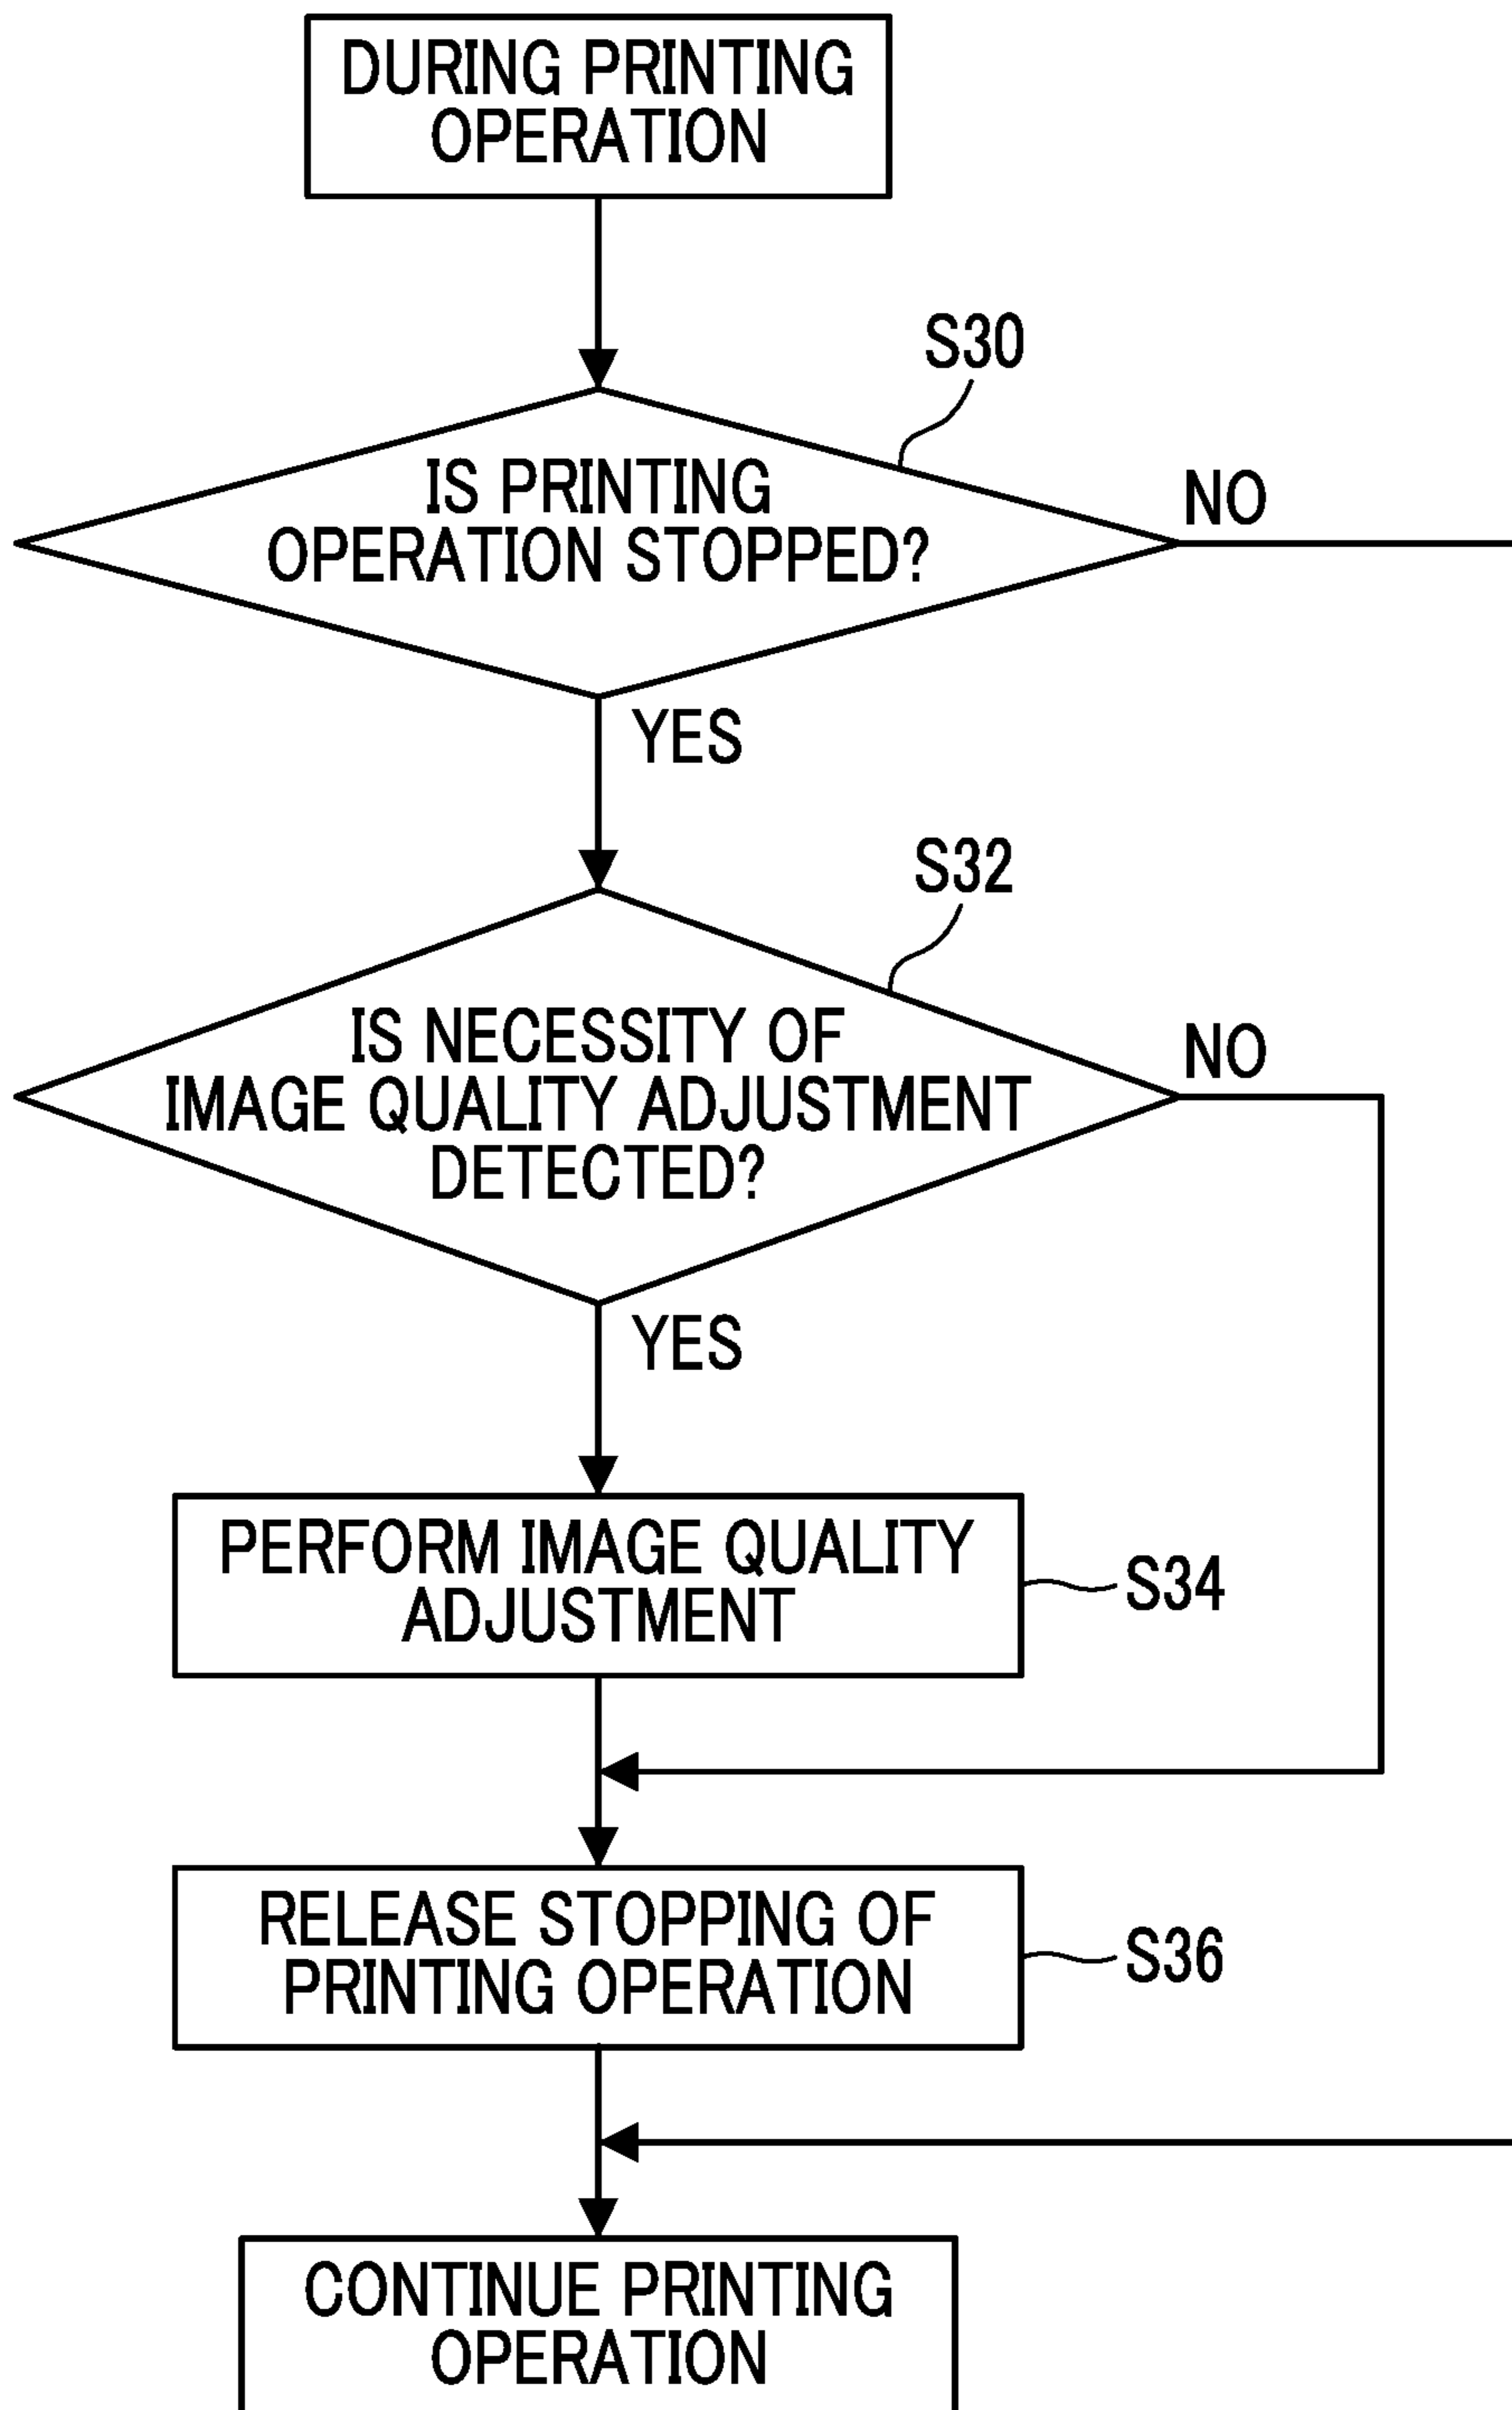 DURING PRINTING
OPERATION
S30
IS PRINTING
OPERATION STOPPED?
NO
YES
S32
IS NECESSITY OF
IMAGE QUALITY ADJUSTMENT
DETECTED?
NO
YES
PERFORM IMAGE QUALITY
ADJUSTMENT
S34
RELEASE STOPPING OF
PRINTING OPERATION
S36
CONTINUE PRINTING
OPERATION